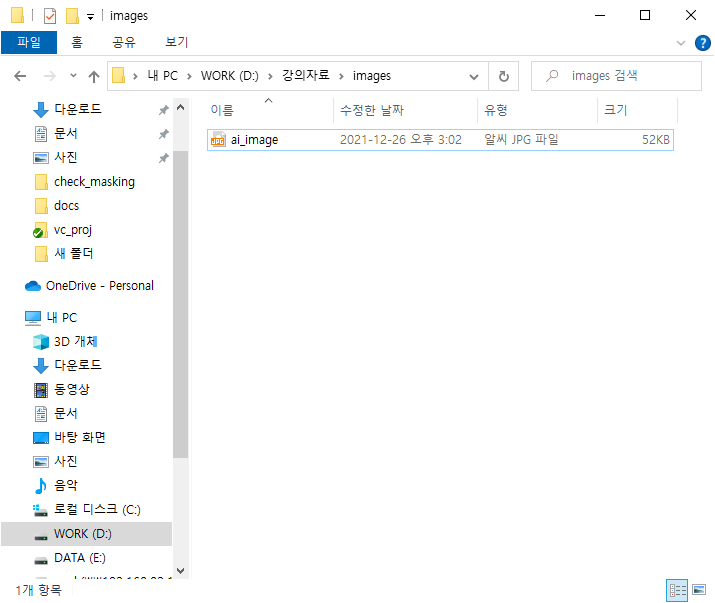 images
파일 홈 공유 보기
내 PC WORK (D:) 강의자료 images images 검색
이름 수정한 날짜 유형 크기
ai_image 2021-12-26 오후 3:02 알씨 JPG 파일 52KB
다운로드
문서
사진
check_masking
docs
vc_proj
새 폴더
OneDrive - Personal
내 PC
3D 개체
다운로드
동영상
문서
바탕 화면
사진
음악
로컬 디스크 (C:)
WORK (D:)
DATA (E:)
1개 항목